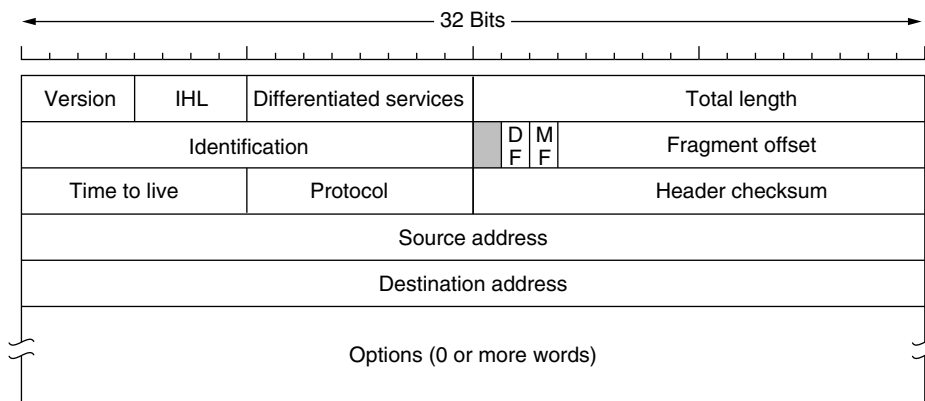 32 Bits
Version IHL Differentiated services Total length
Identification D F M F Fragment offset
Time to live Protocol Header checksum
Source address
Destination address
Options (0 or more words)